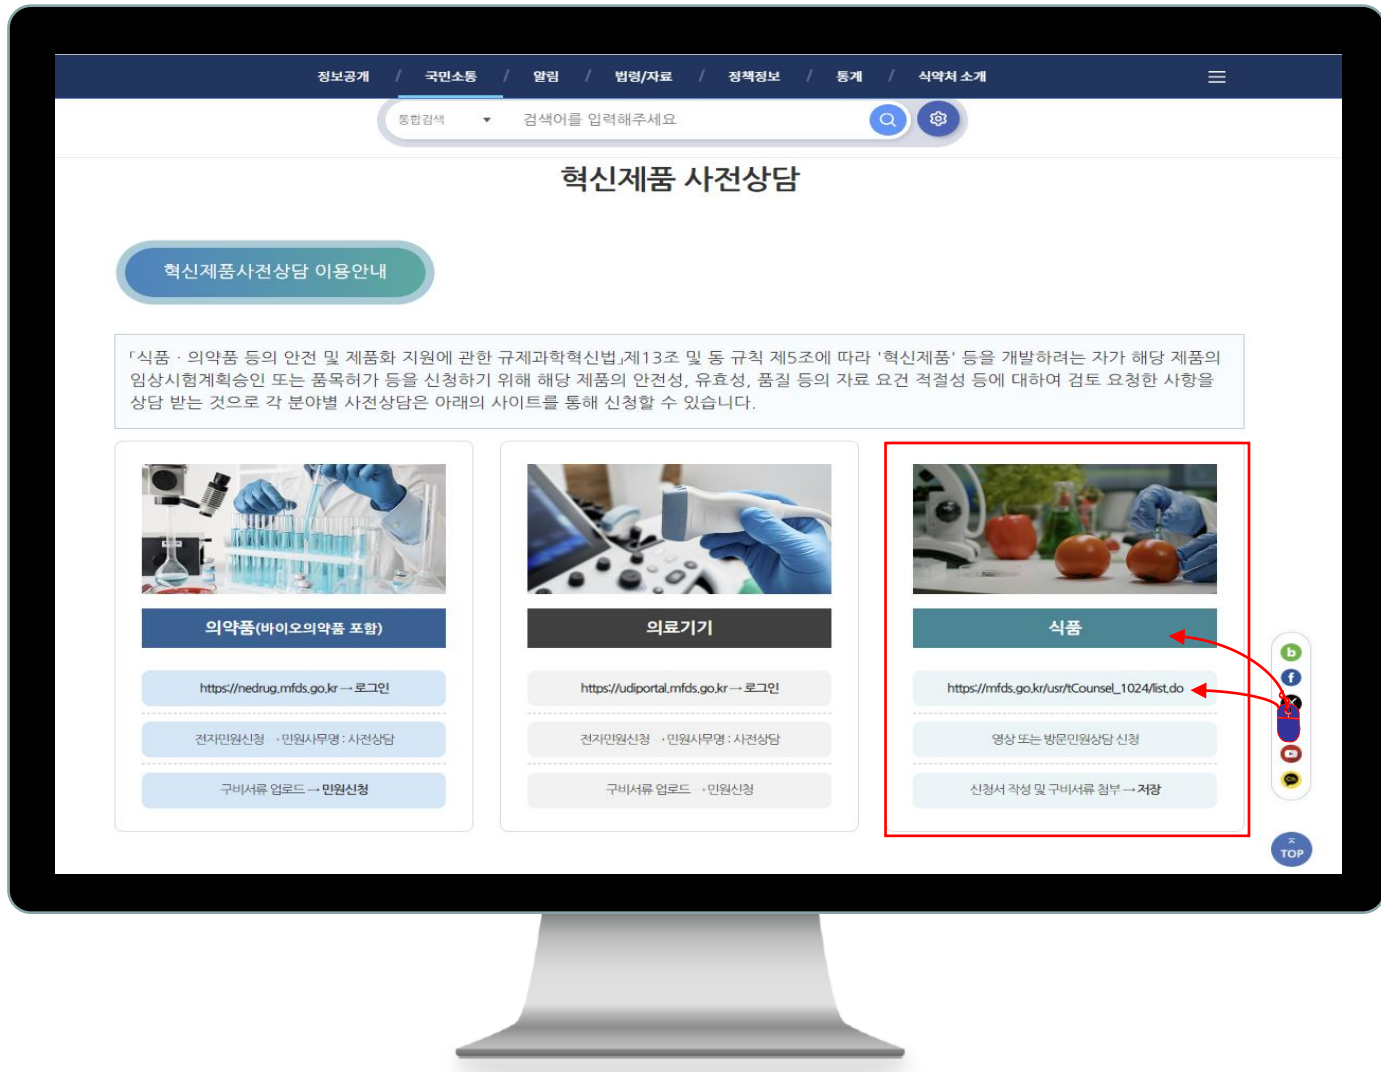 정보공개 / 국민소통 / 알림 / 법령/자료 / 정책정보 / 통계 / 식약처 소개
통합검색 검색어를 입력해주세요
혁신제품 사전상담
혁신제품사전상담 이용안내
「식품 · 의약품 등의 안전 및 제품화 지원에 관한 규제과학혁신법」제13조 및 동 규칙 제5조에 따라 '혁신제품' 등을 개발하려는 자가 해당 제품의
임상시험계획승인 또는 품목허가 등을 신청하기 위해 해당 제품의 안전성, 유효성, 품질 등의 자료 요건 적절성 등에 대하여 검토 요청한 사항을
상담 받는 것으로 각 분야별 사전상담은 아래의 사이트를 통해 신청할 수 있습니다.
의약품(바이오의약품 포함)
https://nedrug.mfds.go.kr → 로그인
전자민원신청 → 민원사무명 : 사전상담
구비서류 업로드 → 민원신청
의료기기
https://udiportal.mfds.go.kr → 로그인
전자민원신청 → 민원사무명 : 사전상담
구비서류 업로드 → 민원신청
식품
https://mfds.go.kr/usr/tCounsel_1024/list.do
영상 또는 방문민원상담 신청
신청서 작성 및 구비서류 첨부 → 저장
TOP